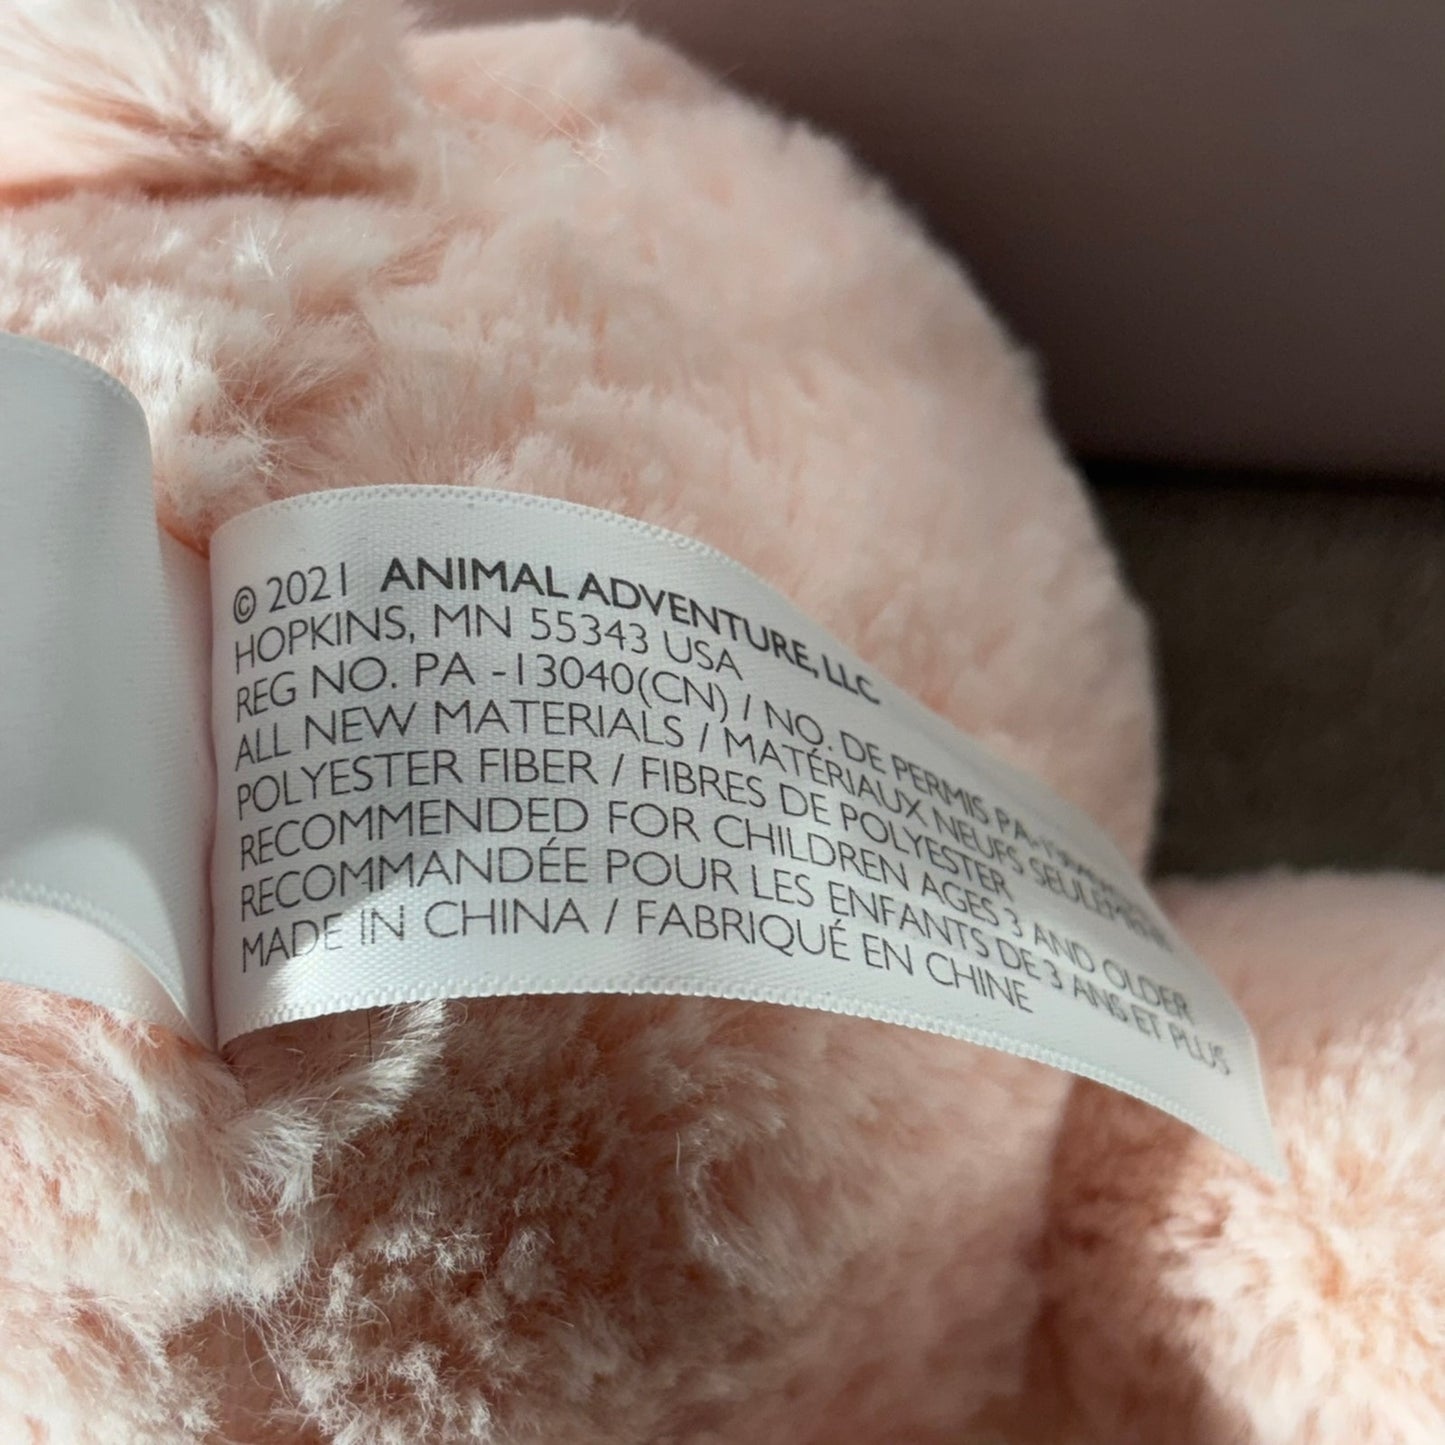 © 2021 ANIMAL ADVENTURE, LLC
HOPKINS, MN 55343 USA
REG NO. PA -13040(CN) / NO. DE PERMIS
ALL NEW MATERIALS / MATÉRIAUX NEUFS SEULEMENT
POLYESTER FIBER / FIBRES DE POLYESTER
RECOMMENDED FOR CHILDREN AGES 3 AND OLDER
RECOMMANDÉE POUR LES ENFANTS DE 3 ANS ET PLUS
MADE IN CHINA / FABRIQUÉ EN CHINE